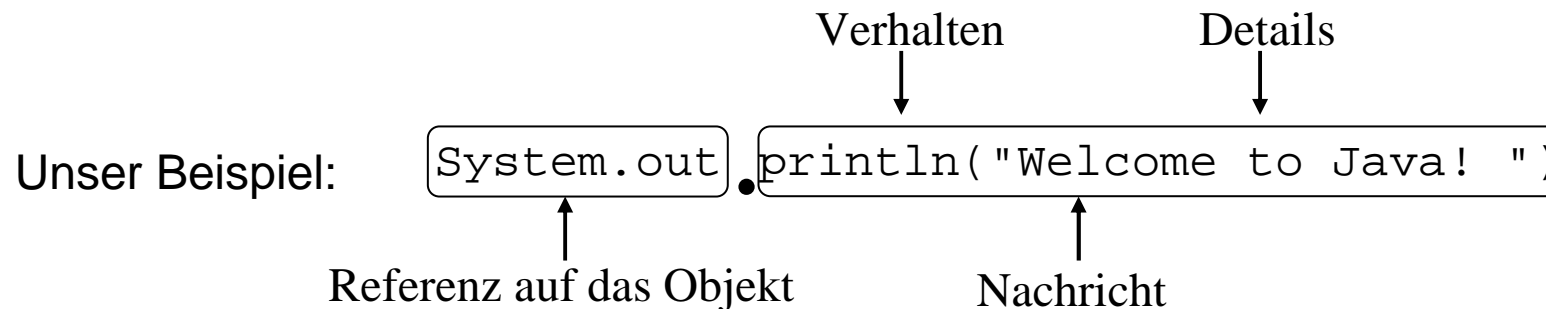 Verhalten Details
Unser Beispiel: System.out.println("Welcome to Java! ")
Referenz auf das Objekt Nachricht